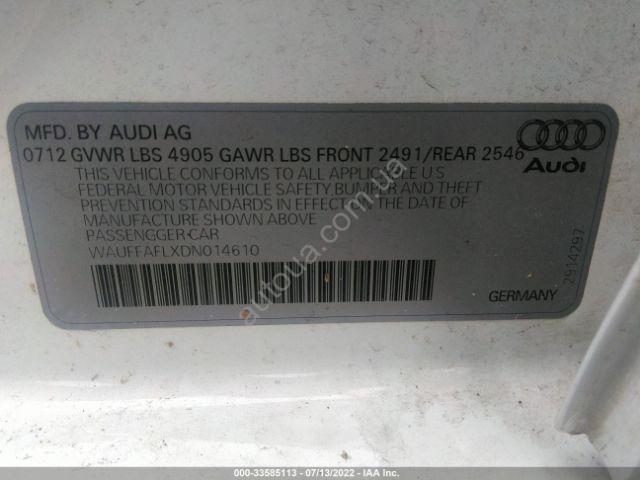 MFD. BY AUDI AG
0712 GVWR LBS 4905 GAWR LBS FRONT 2491/REAR 2546
THIS VEHICLE CONFORMS TO ALL APPLICABLE U S
FEDERAL MOTOR VEHICLE SAFETY,BUMPER AND THEFT
PREVENTION STANDARDS IN EFFECT ON THE DATE OF
MANUFACTURE SHOWN ABOVE
PASSENGGER CAR
WAUFFAFLXDN014610
Audi
2914297
GERMANY
autoua.com.ua
000-33585113 - 07/13/2022 - IAA Inc.